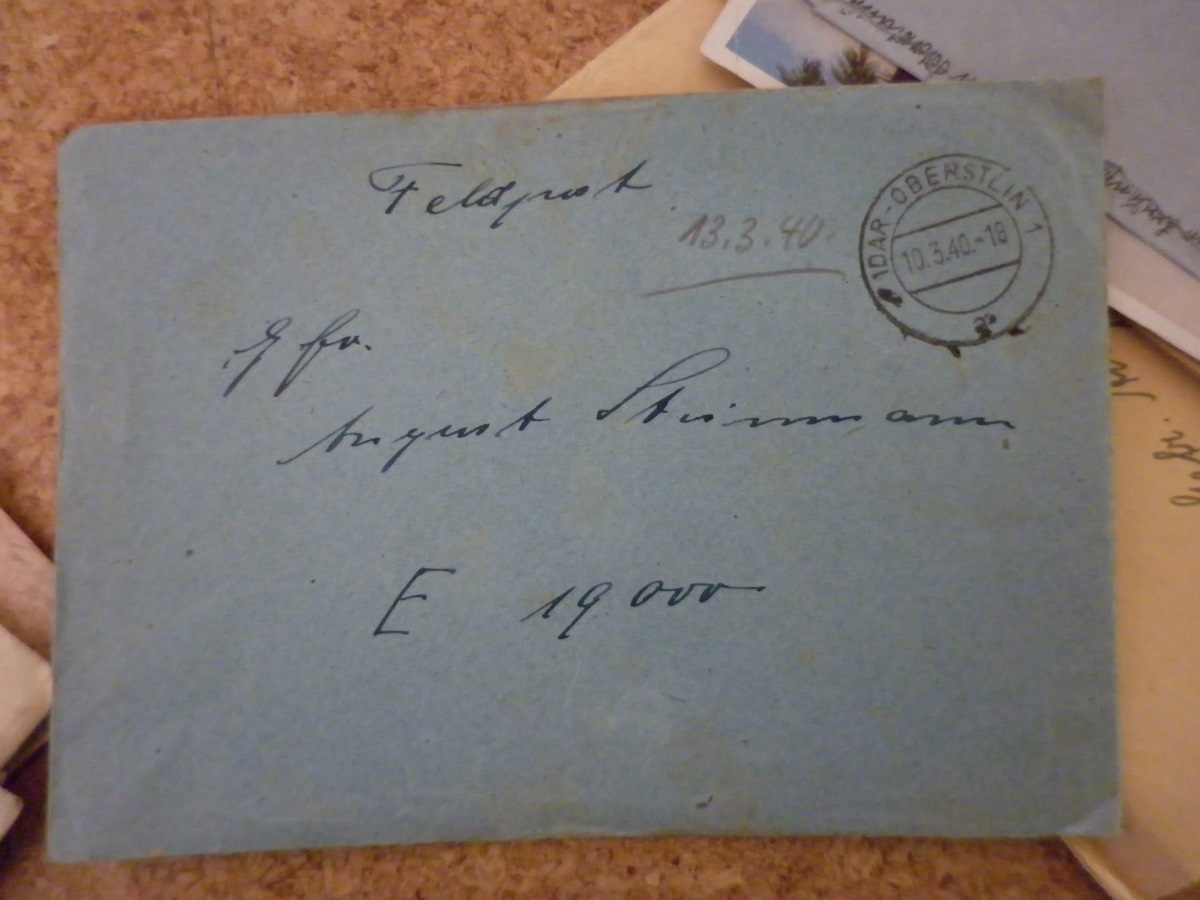 Feldpost
13.3.40.
IDAR-OBERSTEIN 1
10.3.40.-18
a
Gfr.
August Steinmann
E 19000